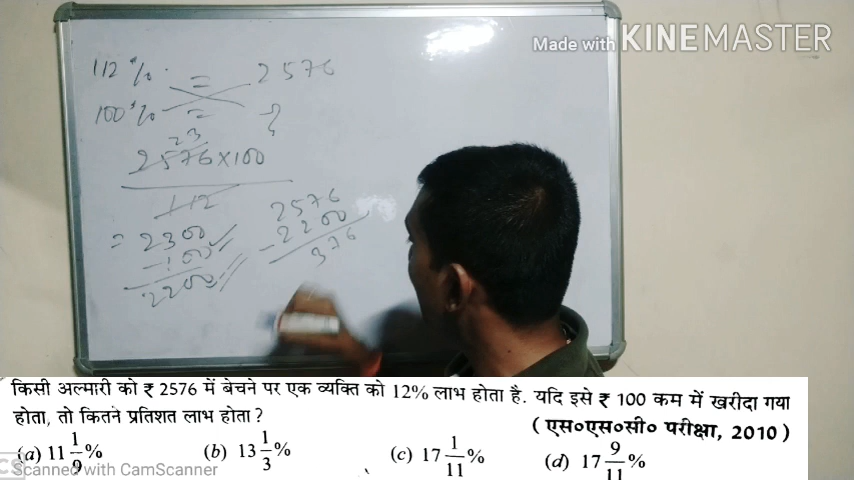 Made with KINEMASTER
112% = 2576
100% = ?
23
2576×100
112
= 2300
-100
2200
2576
-2200
376
किसी अल्मारी को ₹ 2576 में बेचने पर एक व्यक्ति को 12% लाभ होता है. यदि इसे ₹ 100 कम में खरीदा गया
होता, तो कितने प्रतिशत लाभ होता ?
( एस०एस०सी० परीक्षा, 2010 )
(a) 11 1/9 % (b) 13 1/3 % (c) 17 1/11 % (d) 17 9/11 %
CS Scanned with CamScanner